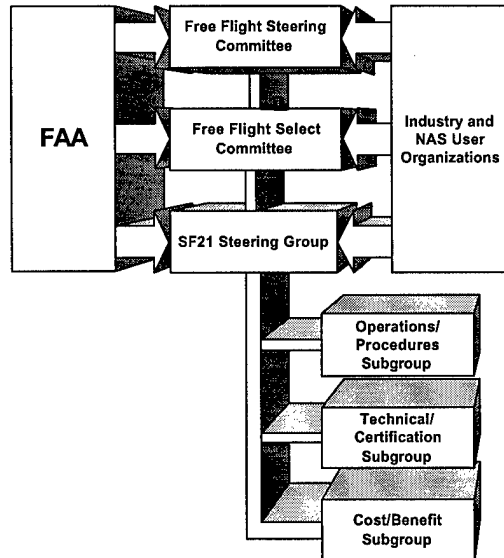 Free Flight Steering
Committee
FAA
Free Flight Select
Committee
Industry and
NAS User
Organizations
SF21 Steering Group
Operations/
Procedures
Subgroup
Technical/
Certification
Subgroup
Cost/Benefit
Subgroup